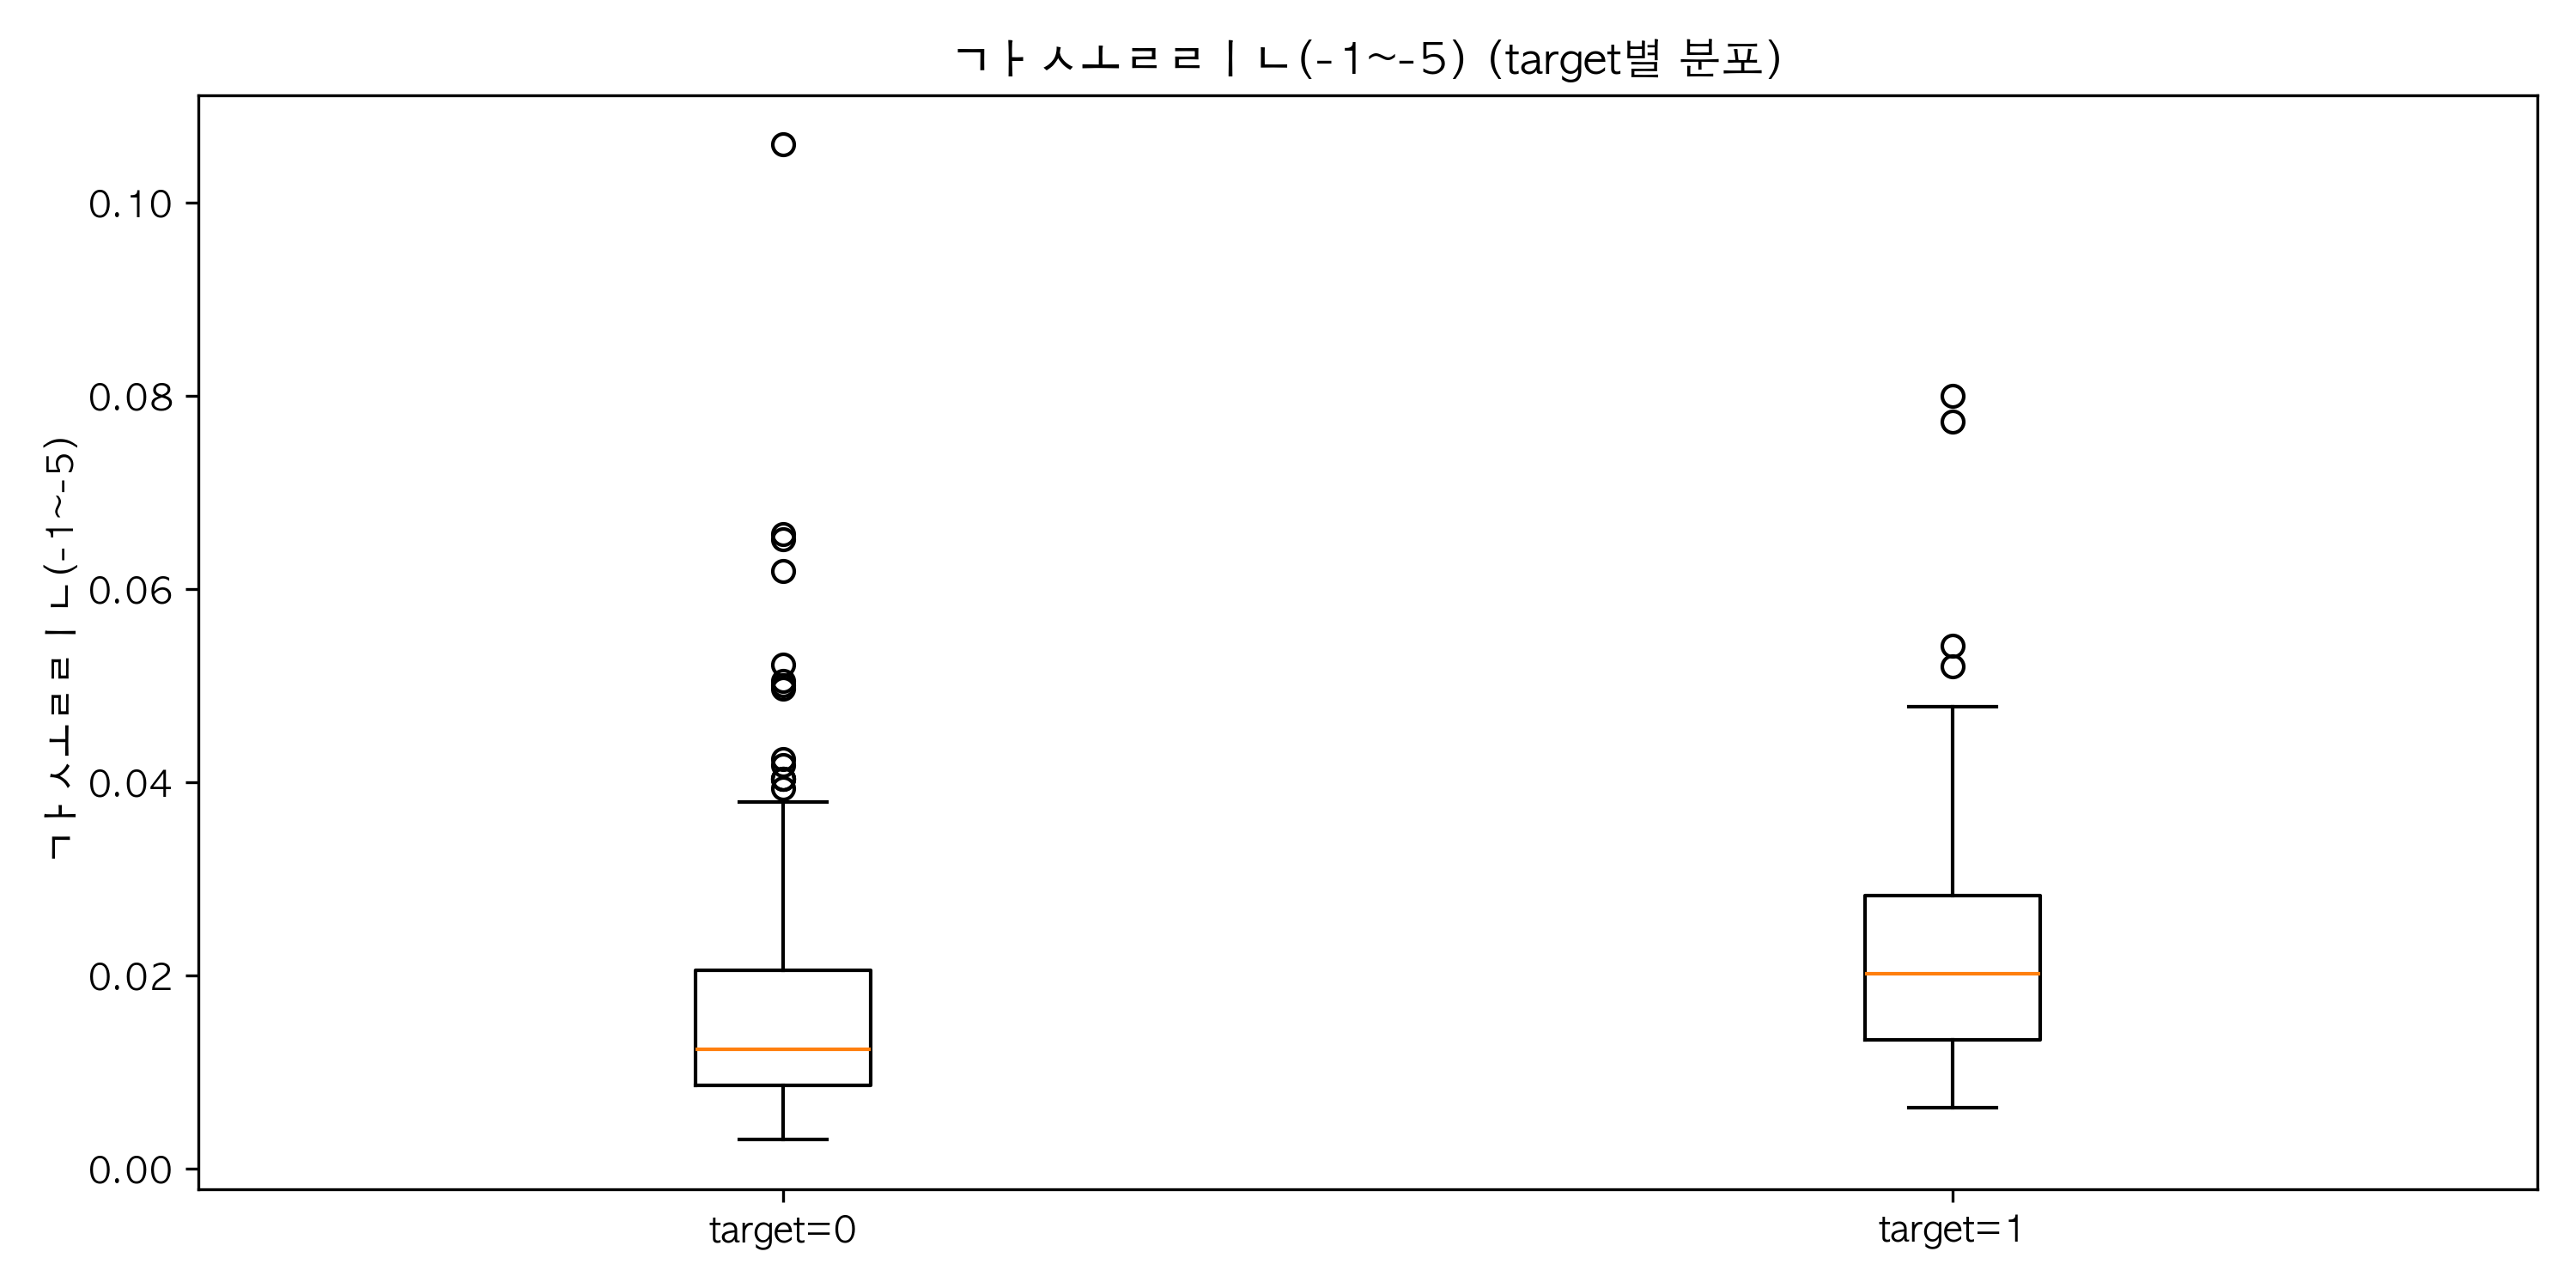 ㄱㅏㅅㅗㄹㄹㅣㄴ(-1~-5) (target별 분포)
ㄱㅏㅅㅗㄹㄹㅣㄴ(-1~-5)
0.10
0.08
0.06
0.04
0.02
0.00
target=0
target=1